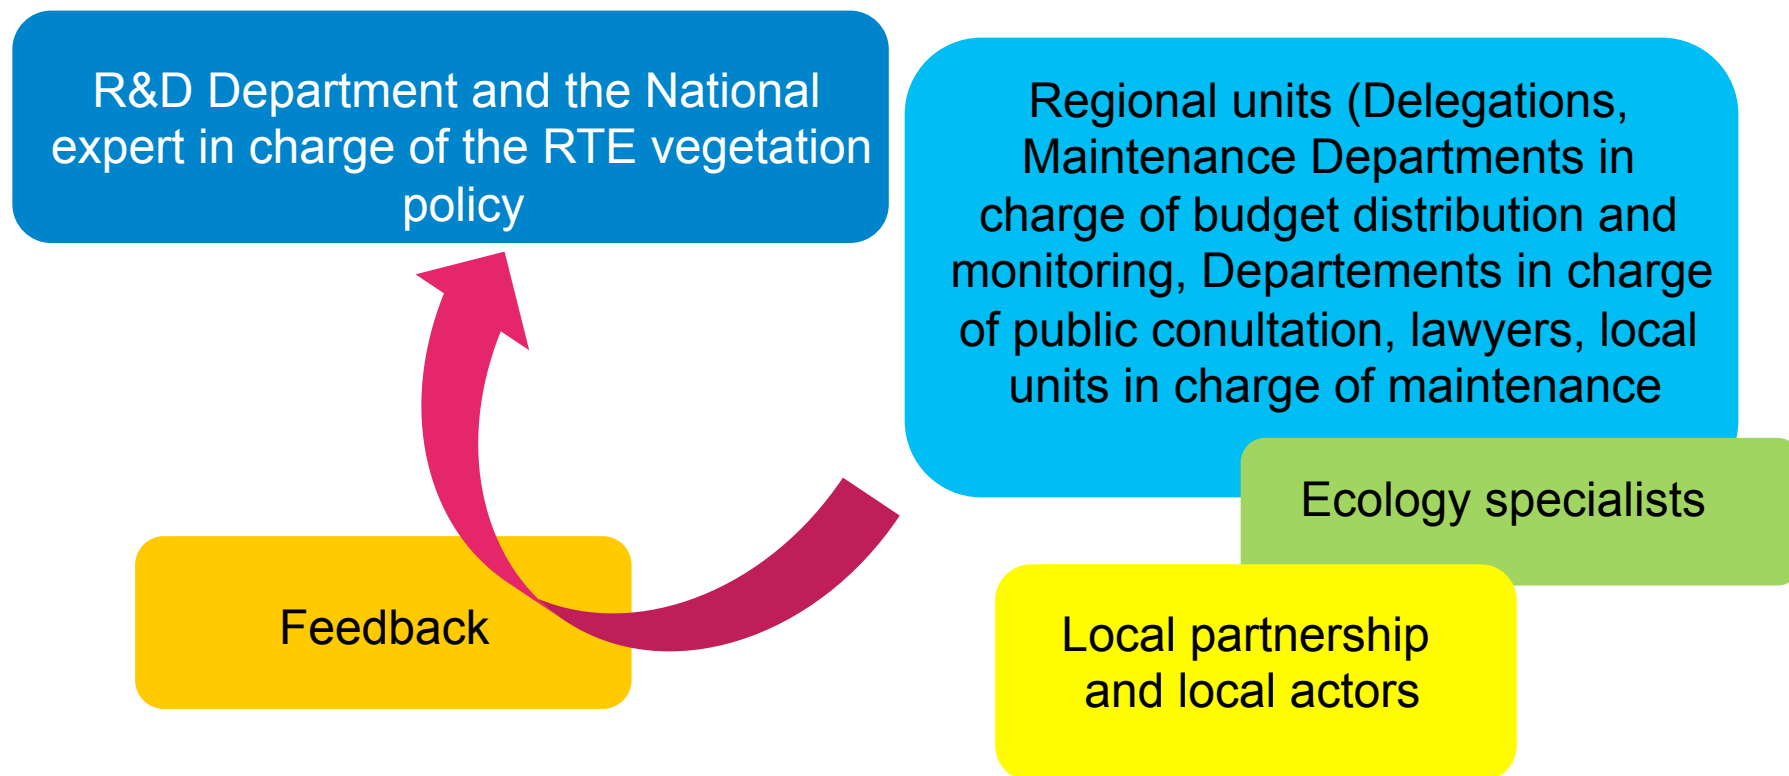 R&D Department and the National
expert in charge of the RTE vegetation
policy
Regional units (Delegations,
Maintenance Departments in
charge of budget distribution and
monitoring, Departements in charge
of public conultation, lawyers, local
units in charge of maintenance
Ecology specialists
Feedback
Local partnership
and local actors